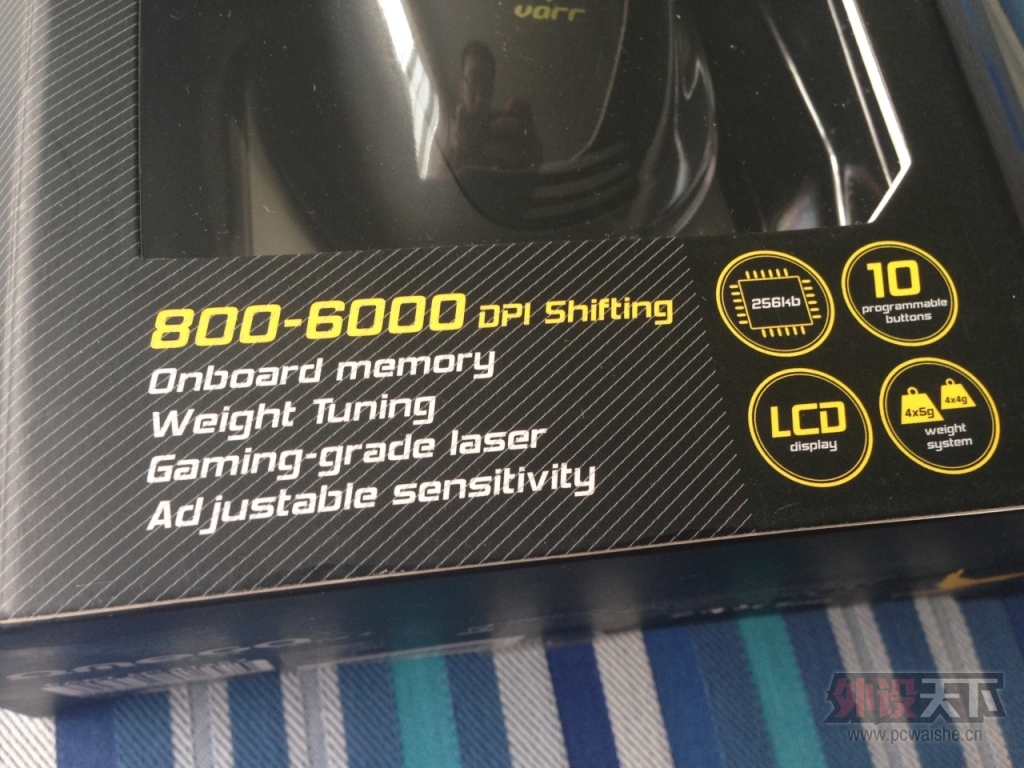 varr
800-6000 DPI Shifting
Onboard memory
Weight Tuning
Gaming-grade laser
Adjustable sensitivity
256kb
10
programmable
buttons
LCD
display
4x5g
4x4g
weight
system
omega
外设天下
www.pcwaishe.cn